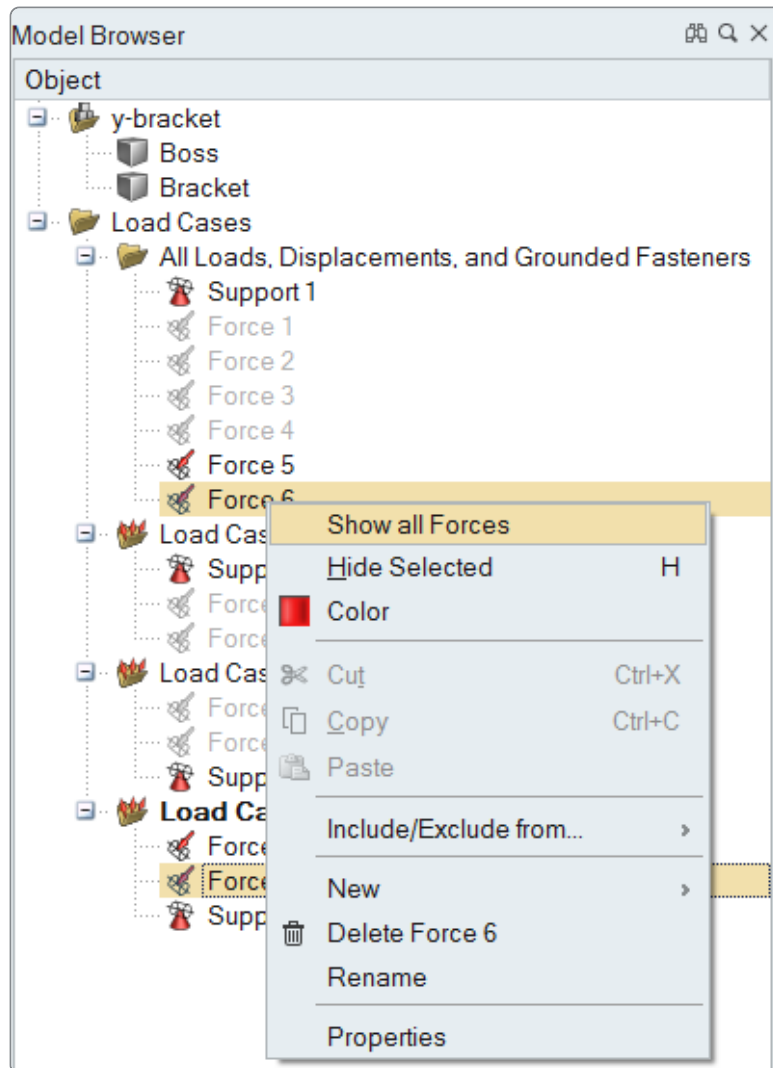 Model Browser
Object
y-bracket
Boss
Bracket
Load Cases
All Loads, Displacements, and Grounded Fasteners
Support 1
Force 1
Force 2
Force 3
Force 4
Force 5
Force 6
Show all Forces
Load Cas
Hide Selected H
Supp
Force
Color
Force
Load Cas
Cut Ctrl+X
Force
Copy Ctrl+C
Force
Paste
Supp
Load Ca
Include/Exclude from...
Force
Force
New
Supp
Delete Force 6
Rename
Properties